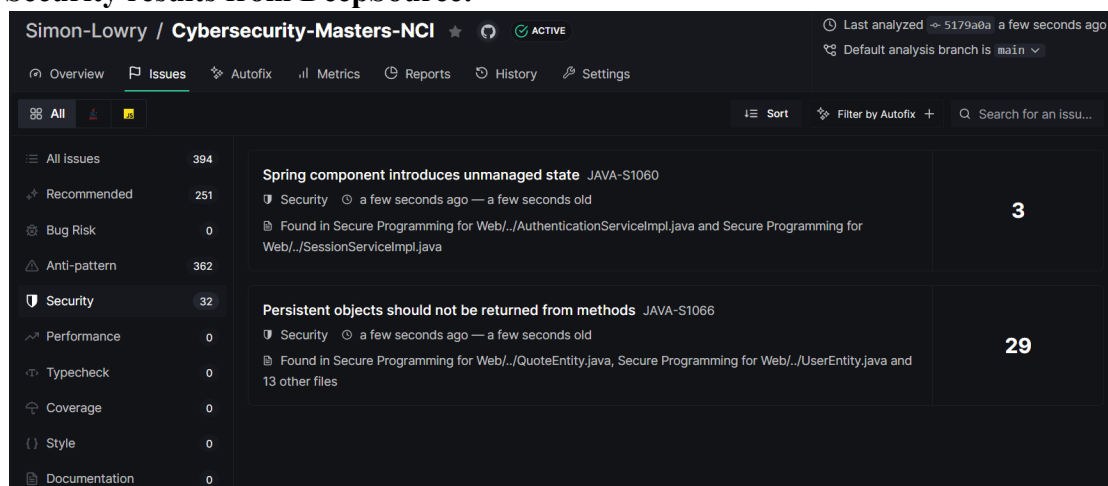 Security results from DeepSource:
Simon-Lowry / Cybersecurity-Masters-NCI ACTIVE
Last analyzed 5179a0a a few seconds ago
Default analysis branch is main
Overview Issues Autofix Metrics Reports History Settings
All JS Sort Filter by Autofix + Search for an issu...
All issues 394
Recommended 251
Bug Risk 0
Anti-pattern 362
Security 32
Performance 0
Typecheck 0
Coverage 0
Style 0
Documentation 0
Spring component introduces unmanaged state JAVA-S1060
Security a few seconds ago — a few seconds old
Found in Secure Programming for Web/../AuthenticationServiceImpl.java and Secure Programming for
Web/../SessionServiceImpl.java
3
Persistent objects should not be returned from methods JAVA-S1066
Security a few seconds ago — a few seconds old
Found in Secure Programming for Web/../QuoteEntity.java, Secure Programming for Web/../UserEntity.java and
13 other files
29